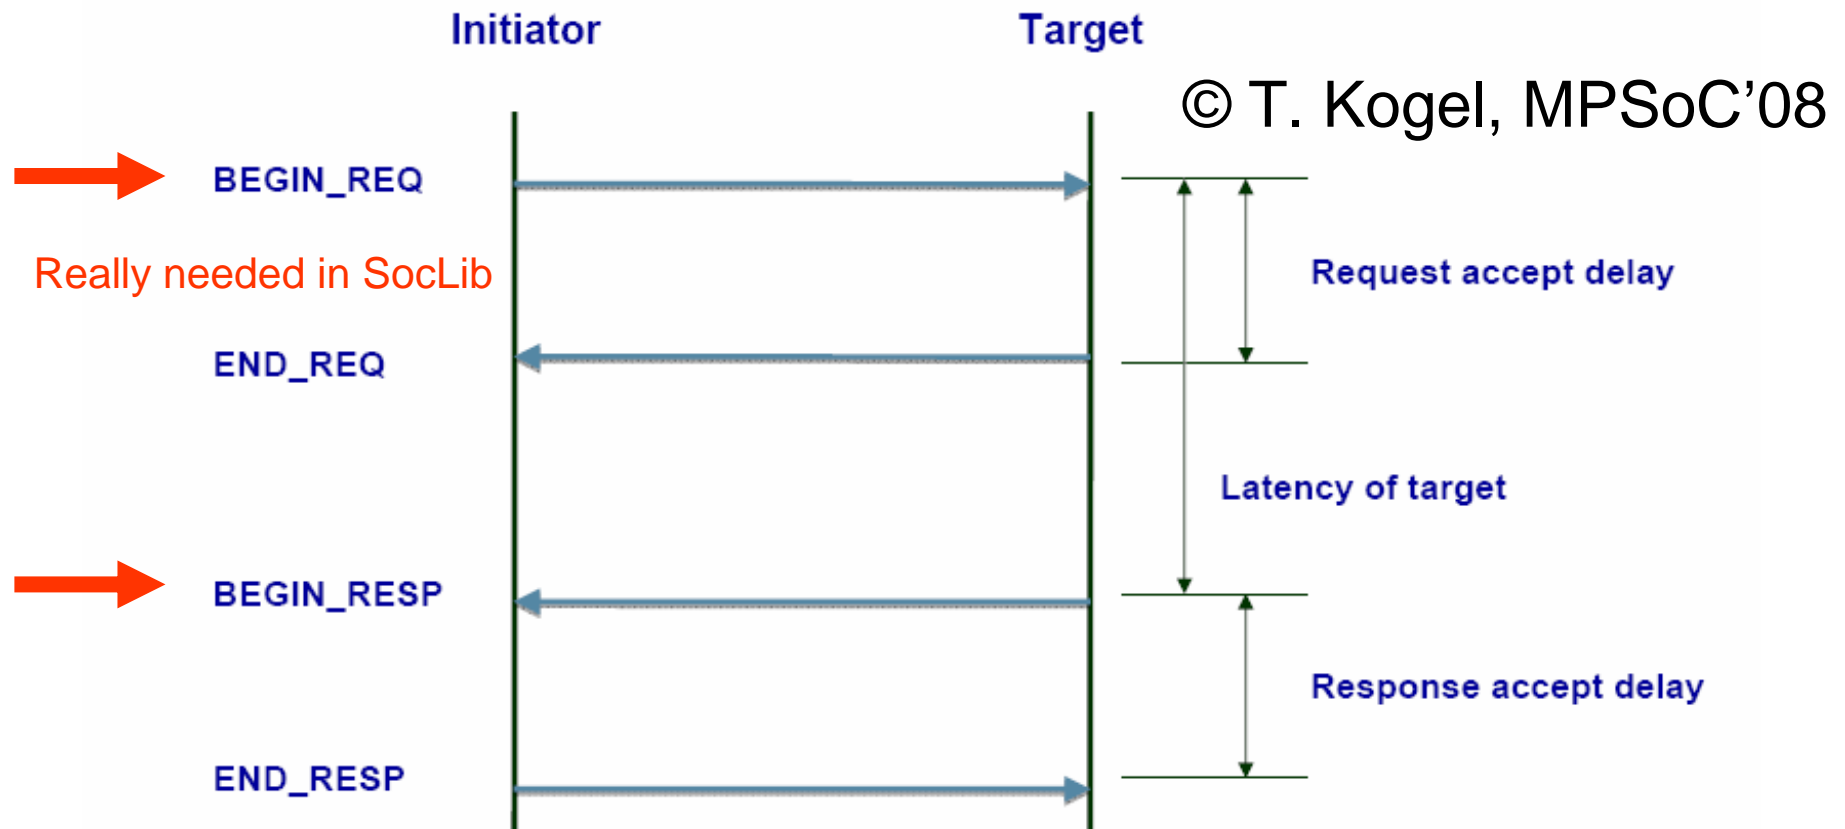 Initiator
Target
© T. Kogel, MPSoC’08
BEGIN_REQ
Really needed in SocLib
Request accept delay
END_REQ
Latency of target
BEGIN_RESP
Response accept delay
END_RESP